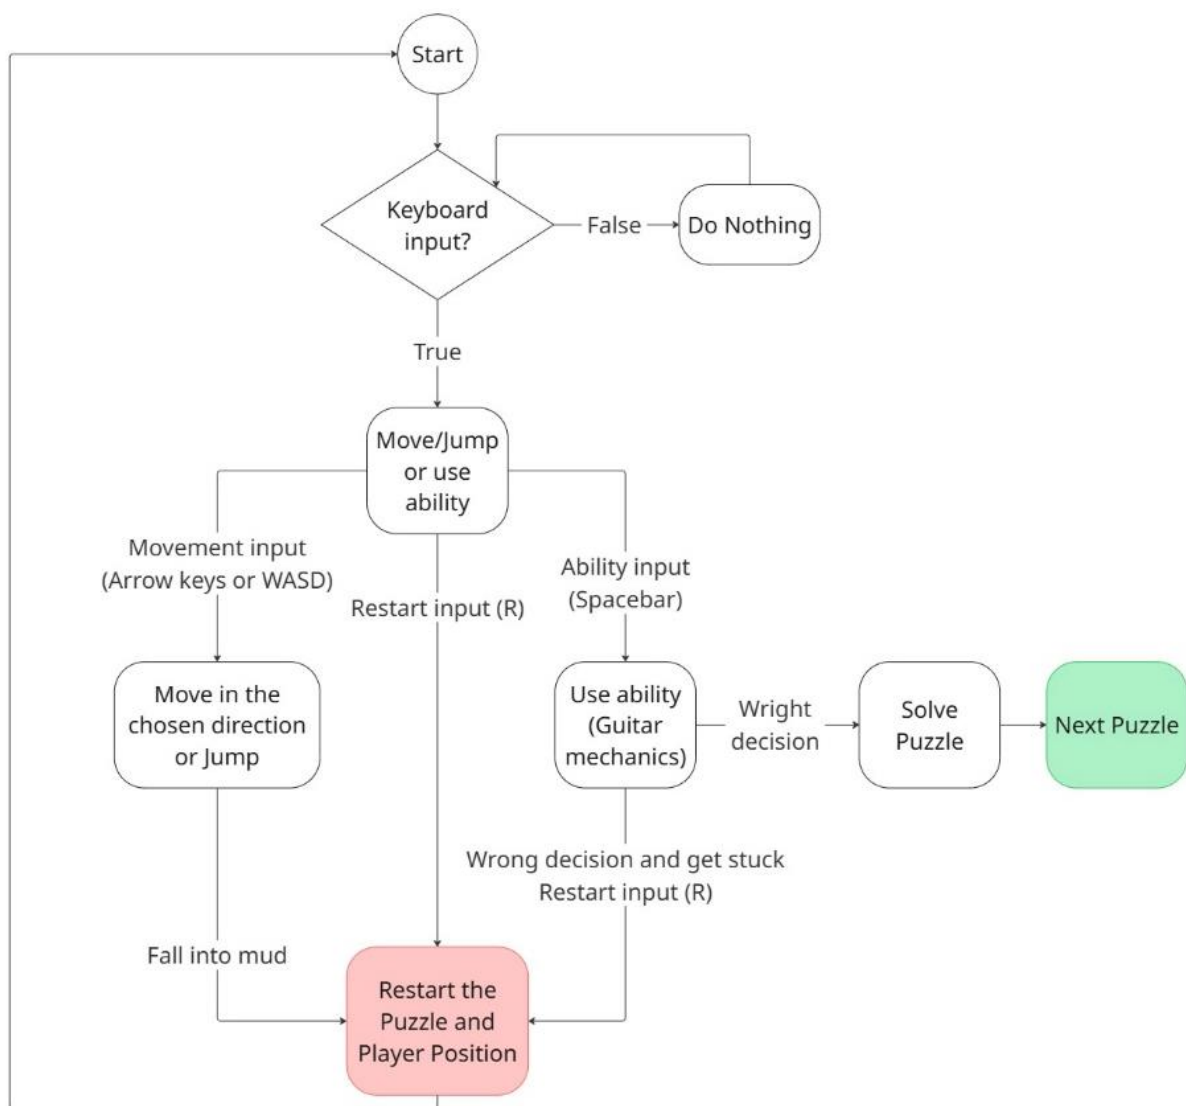 Start
Keyboard
input?
False
Do Nothing
True
Move/Jump
or use
ability
Movement input
(Arrow keys or WASD)
Restart input (R)
Ability input
(Spacebar)
Move in the
chosen direction
or Jump
Use ability
(Guitar
mechanics)
Wright
decision
Solve
Puzzle
Next Puzzle
Wrong decision and get stuck
Restart input (R)
Fall into mud
Restart the
Puzzle and
Player Position